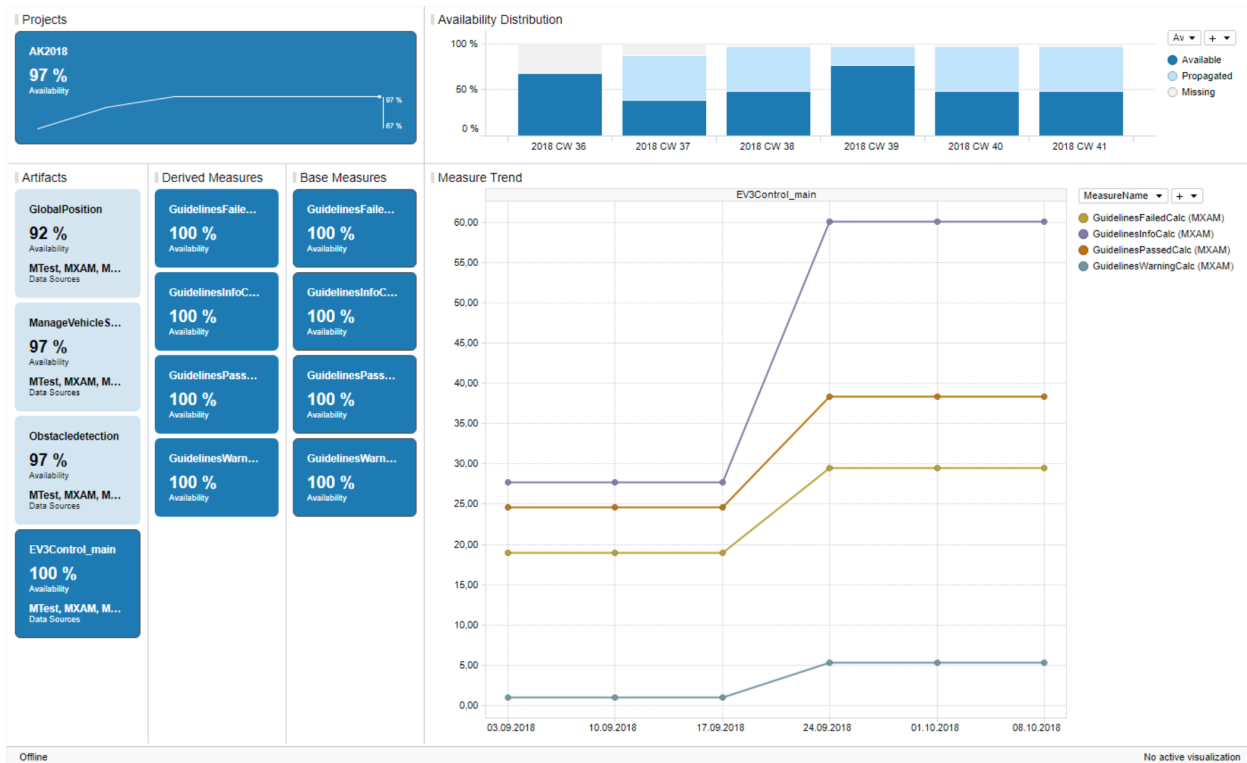 Projects
AK2018
97 %
Availability
97 %
67 %
Availability Distribution
100 %
50 %
0 %
2018 CW 36
2018 CW 37
2018 CW 38
2018 CW 39
2018 CW 40
2018 CW 41
Av
+
Available
Propagated
Missing
Artifacts
GlobalPosition
92 %
Availability
MTest, MXAM, M...
Data Sources
ManageVehicleS...
97 %
Availability
MTest, MXAM, M...
Data Sources
Obstacledetection
97 %
Availability
MTest, MXAM, M...
Data Sources
EV3Control_main
100 %
Availability
MTest, MXAM, M...
Data Sources
Derived Measures
GuidelinesFaile...
100 %
Availability
GuidelinesInfoC...
100 %
Availability
GuidelinesPass...
100 %
Availability
GuidelinesWarn...
100 %
Availability
Base Measures
GuidelinesFaile...
100 %
Availability
GuidelinesInfoC...
100 %
Availability
GuidelinesPass...
100 %
Availability
GuidelinesWarn...
100 %
Availability
Measure Trend
EV3Control_main
60,00
55,00
50,00
45,00
40,00
35,00
30,00
25,00
20,00
15,00
10,00
5,00
0,00
03.09.2018
10.09.2018
17.09.2018
24.09.2018
01.10.2018
08.10.2018
MeasureName
+
GuidelinesFailedCalc (MXAM)
GuidelinesInfoCalc (MXAM)
GuidelinesPassedCalc (MXAM)
GuidelinesWarningCalc (MXAM)
Offline
No active visualization